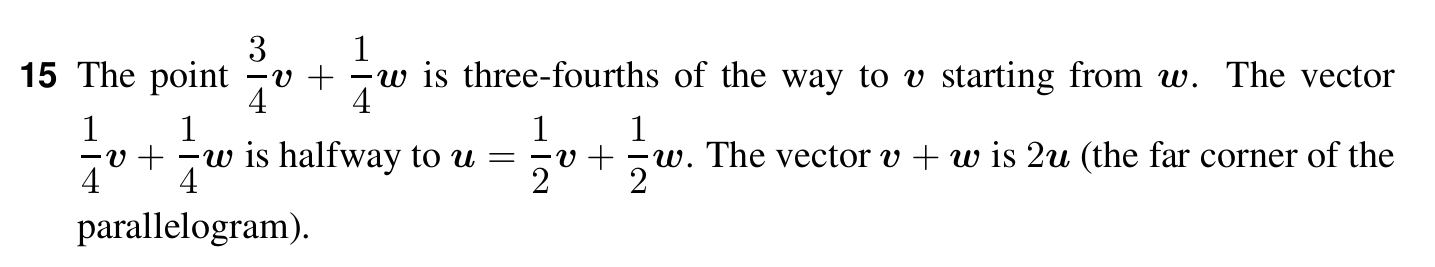 15 The point 3/4 v + 1/4 w is three-fourths of the way to v starting from w. The vector
1/4 v + 1/4 w is halfway to u = 1/2 v + 1/2 w. The vector v + w is 2u (the far corner of the
parallelogram).